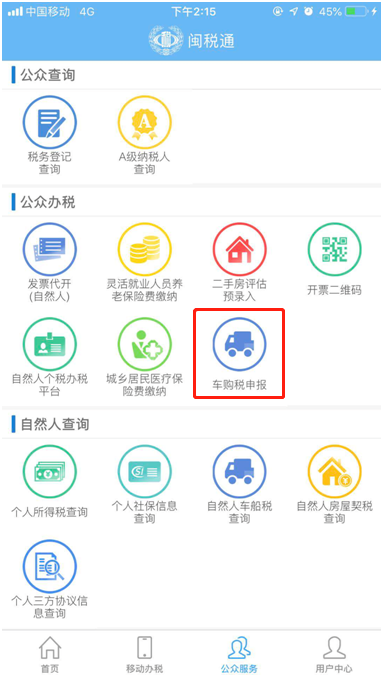 中国移动 4G 下午2:15 45%
闽税通
公众查询
税务登记
查询
A级纳税人
查询
公众办税
发票代开
(自然人)
灵活就业人员养
老保险费缴纳
二手房评估
预录入
开票二维码
自然人个税办税
平台
城乡居民医疗保
险费缴纳
车购税申报
自然人查询
个人所得税查询
个人社保信息
查询
自然人车船税
查询
自然人房屋契税
查询
个人三方协议信
息查询
首页 移动办税 公众服务 用户中心